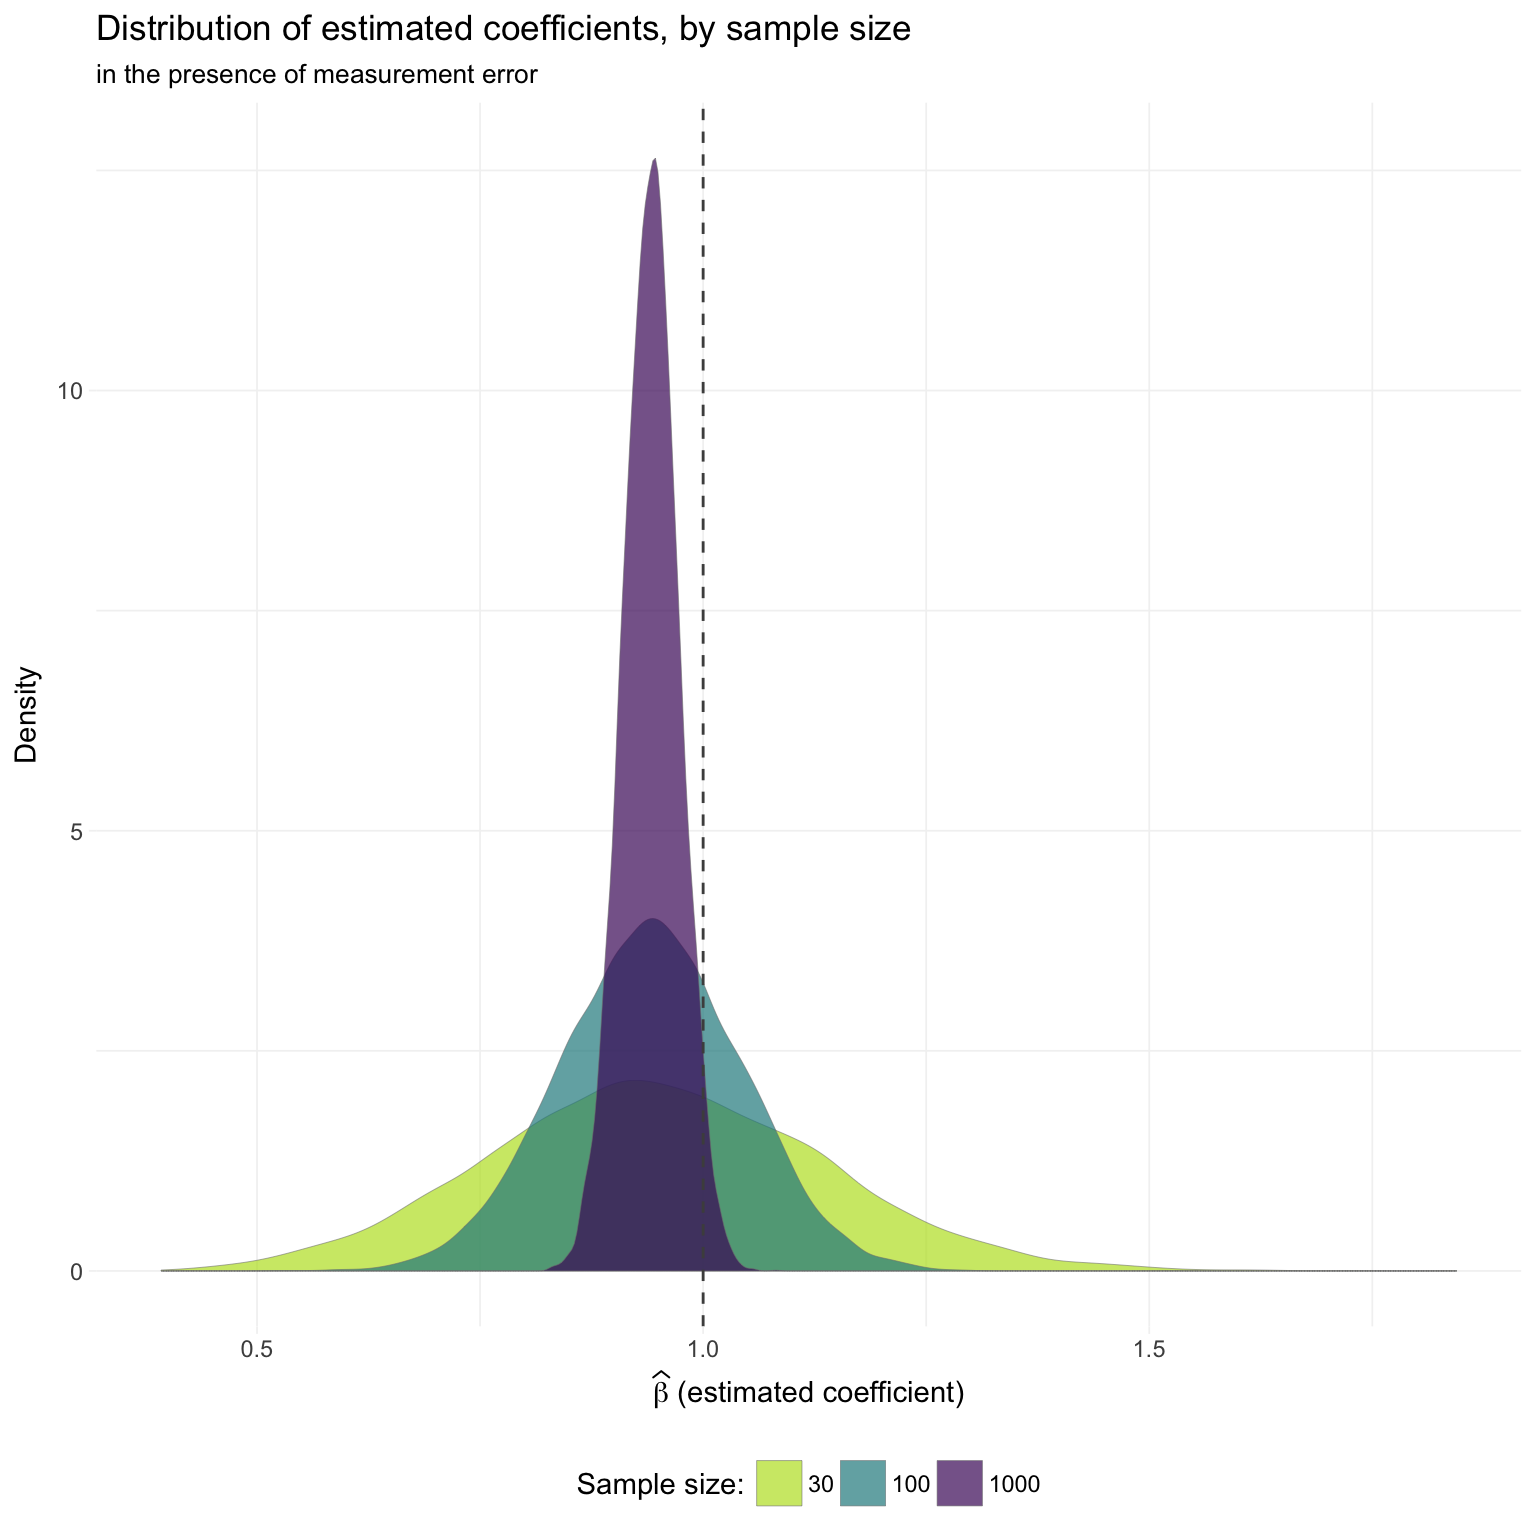 Distribution of estimated coefficients, by sample size
in the presence of measurement error
Density
10
5
0
0.5 1.0 1.5
β̂ (estimated coefficient)
Sample size: 30 100 1000